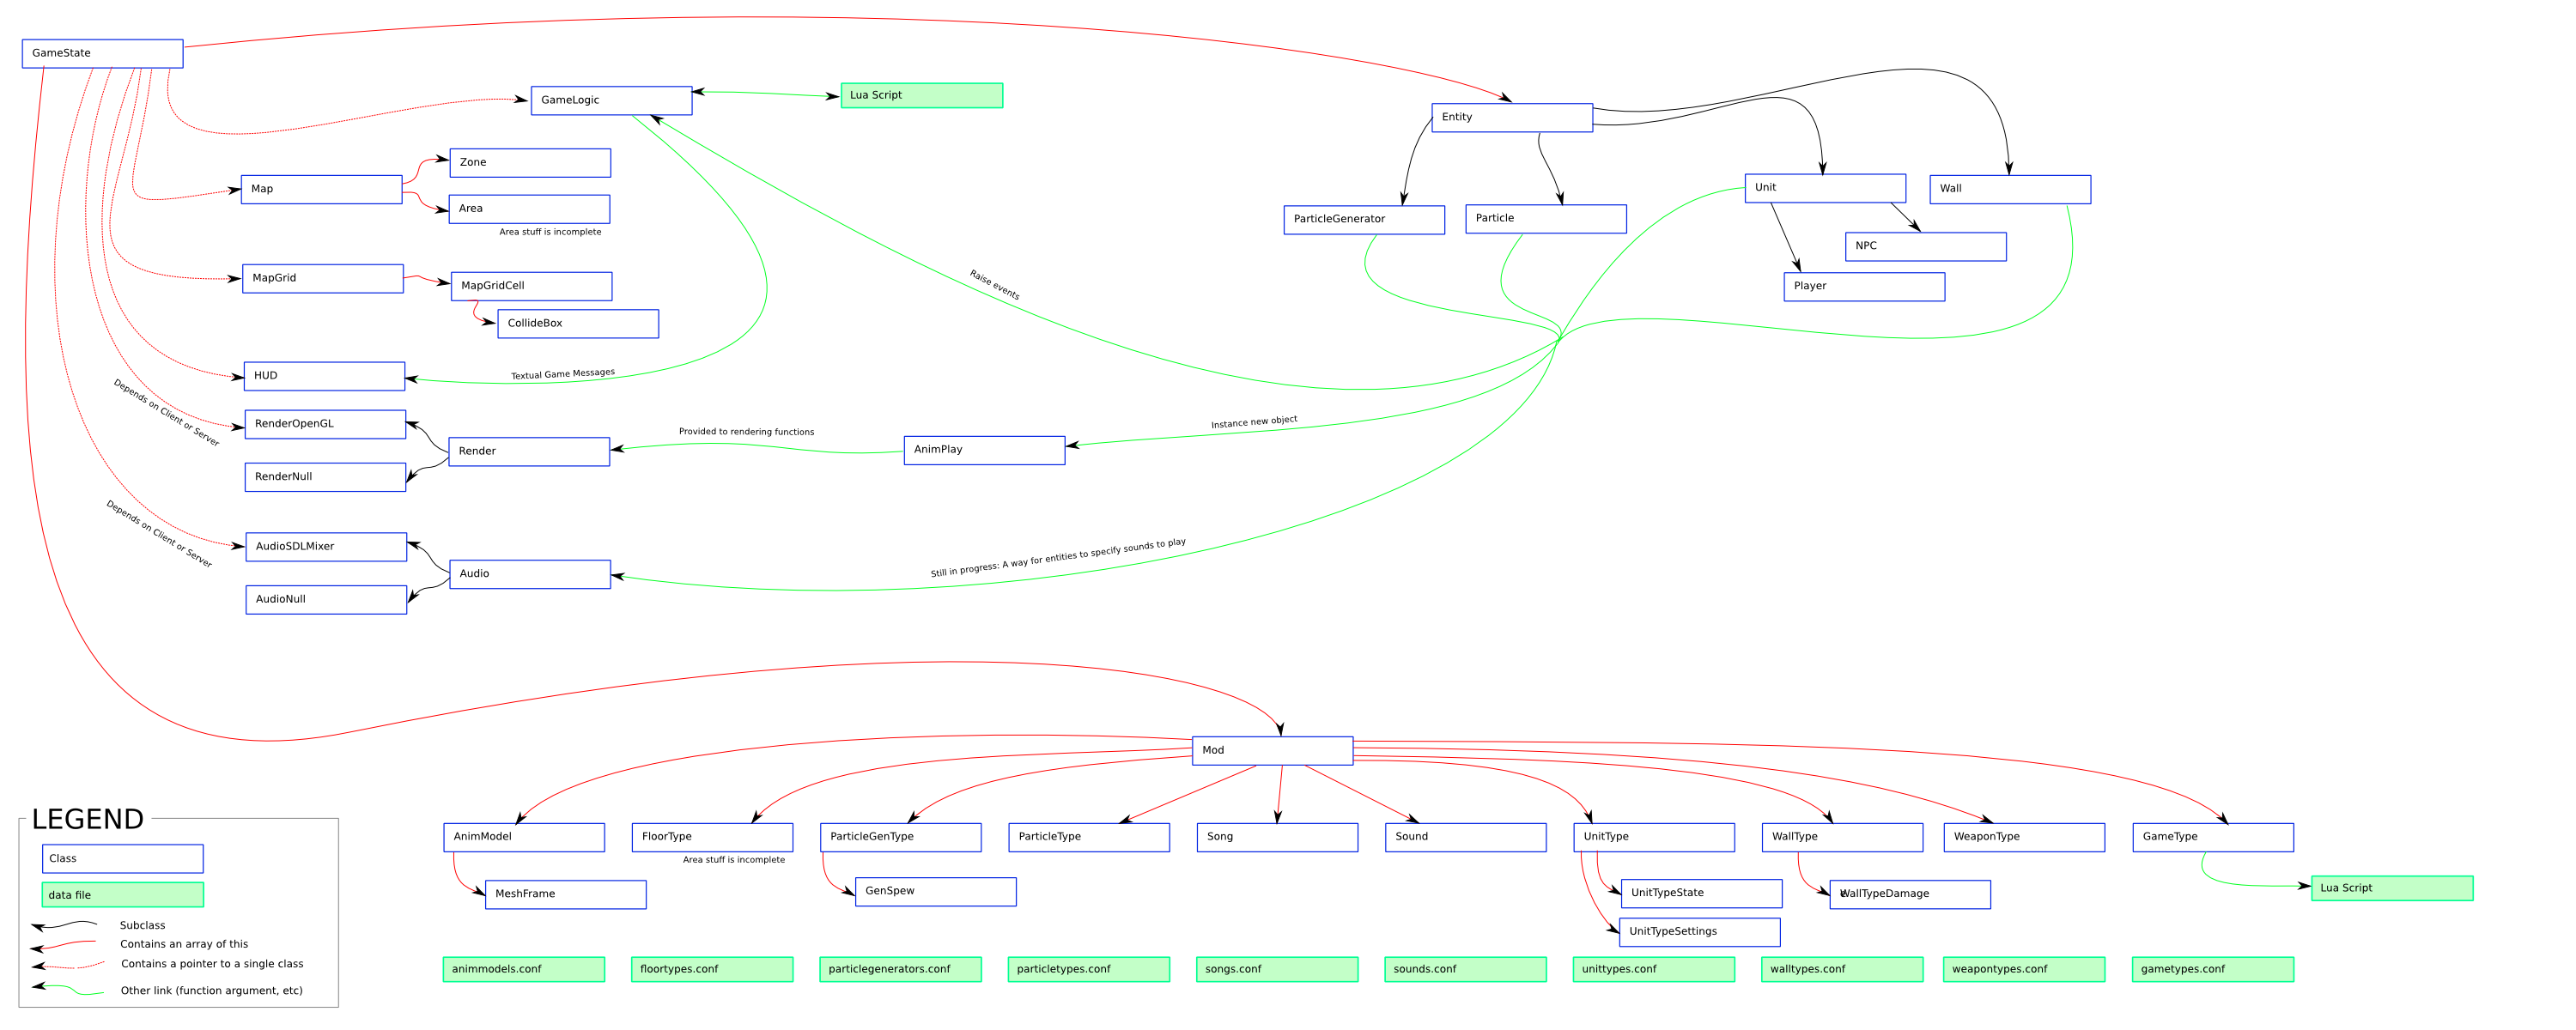 GameState
GameLogic
Lua Script
Entity
Zone
Map
Area
Area stuff is incomplete
ParticleGenerator
Particle
Unit
Wall
NPC
Player
MapGrid
MapGridCell
CollideBox
Raise events
HUD
Textual Game Messages
Depends on Client or Server
RenderOpenGL
Render
RenderNull
Provided to rendering functions
AnimPlay
Instance new object
Depends on Client or Server
AudioSDLMixer
Audio
AudioNull
Still in progress: A way for entities to specify sounds to play
Mod
AnimModel
FloorType
ParticleGenType
ParticleType
Song
Sound
UnitType
WallType
WeaponType
GameType
Area stuff is incomplete
MeshFrame
GenSpew
UnitTypeState
WallTypeDamage
Lua Script
UnitTypeSettings
animmodels.conf
floortypes.conf
particlegenerators.conf
particletypes.conf
songs.conf
sounds.conf
unittypes.conf
walltypes.conf
weapontypes.conf
gametypes.conf
LEGEND
Class
data file
Subclass
Contains an array of this
Contains a pointer to a single class
Other link (function argument, etc)